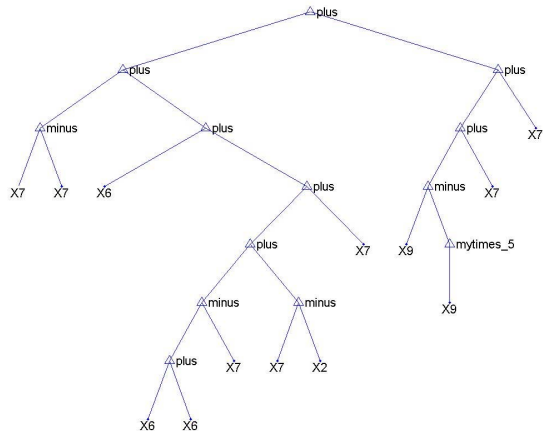 plus
plus plus
minus plus plus X7
X7 X7 X6 plus minus X7
plus X7 X9 mytimes_5
minus minus X9
plus X7 X7 X2
X6 X6